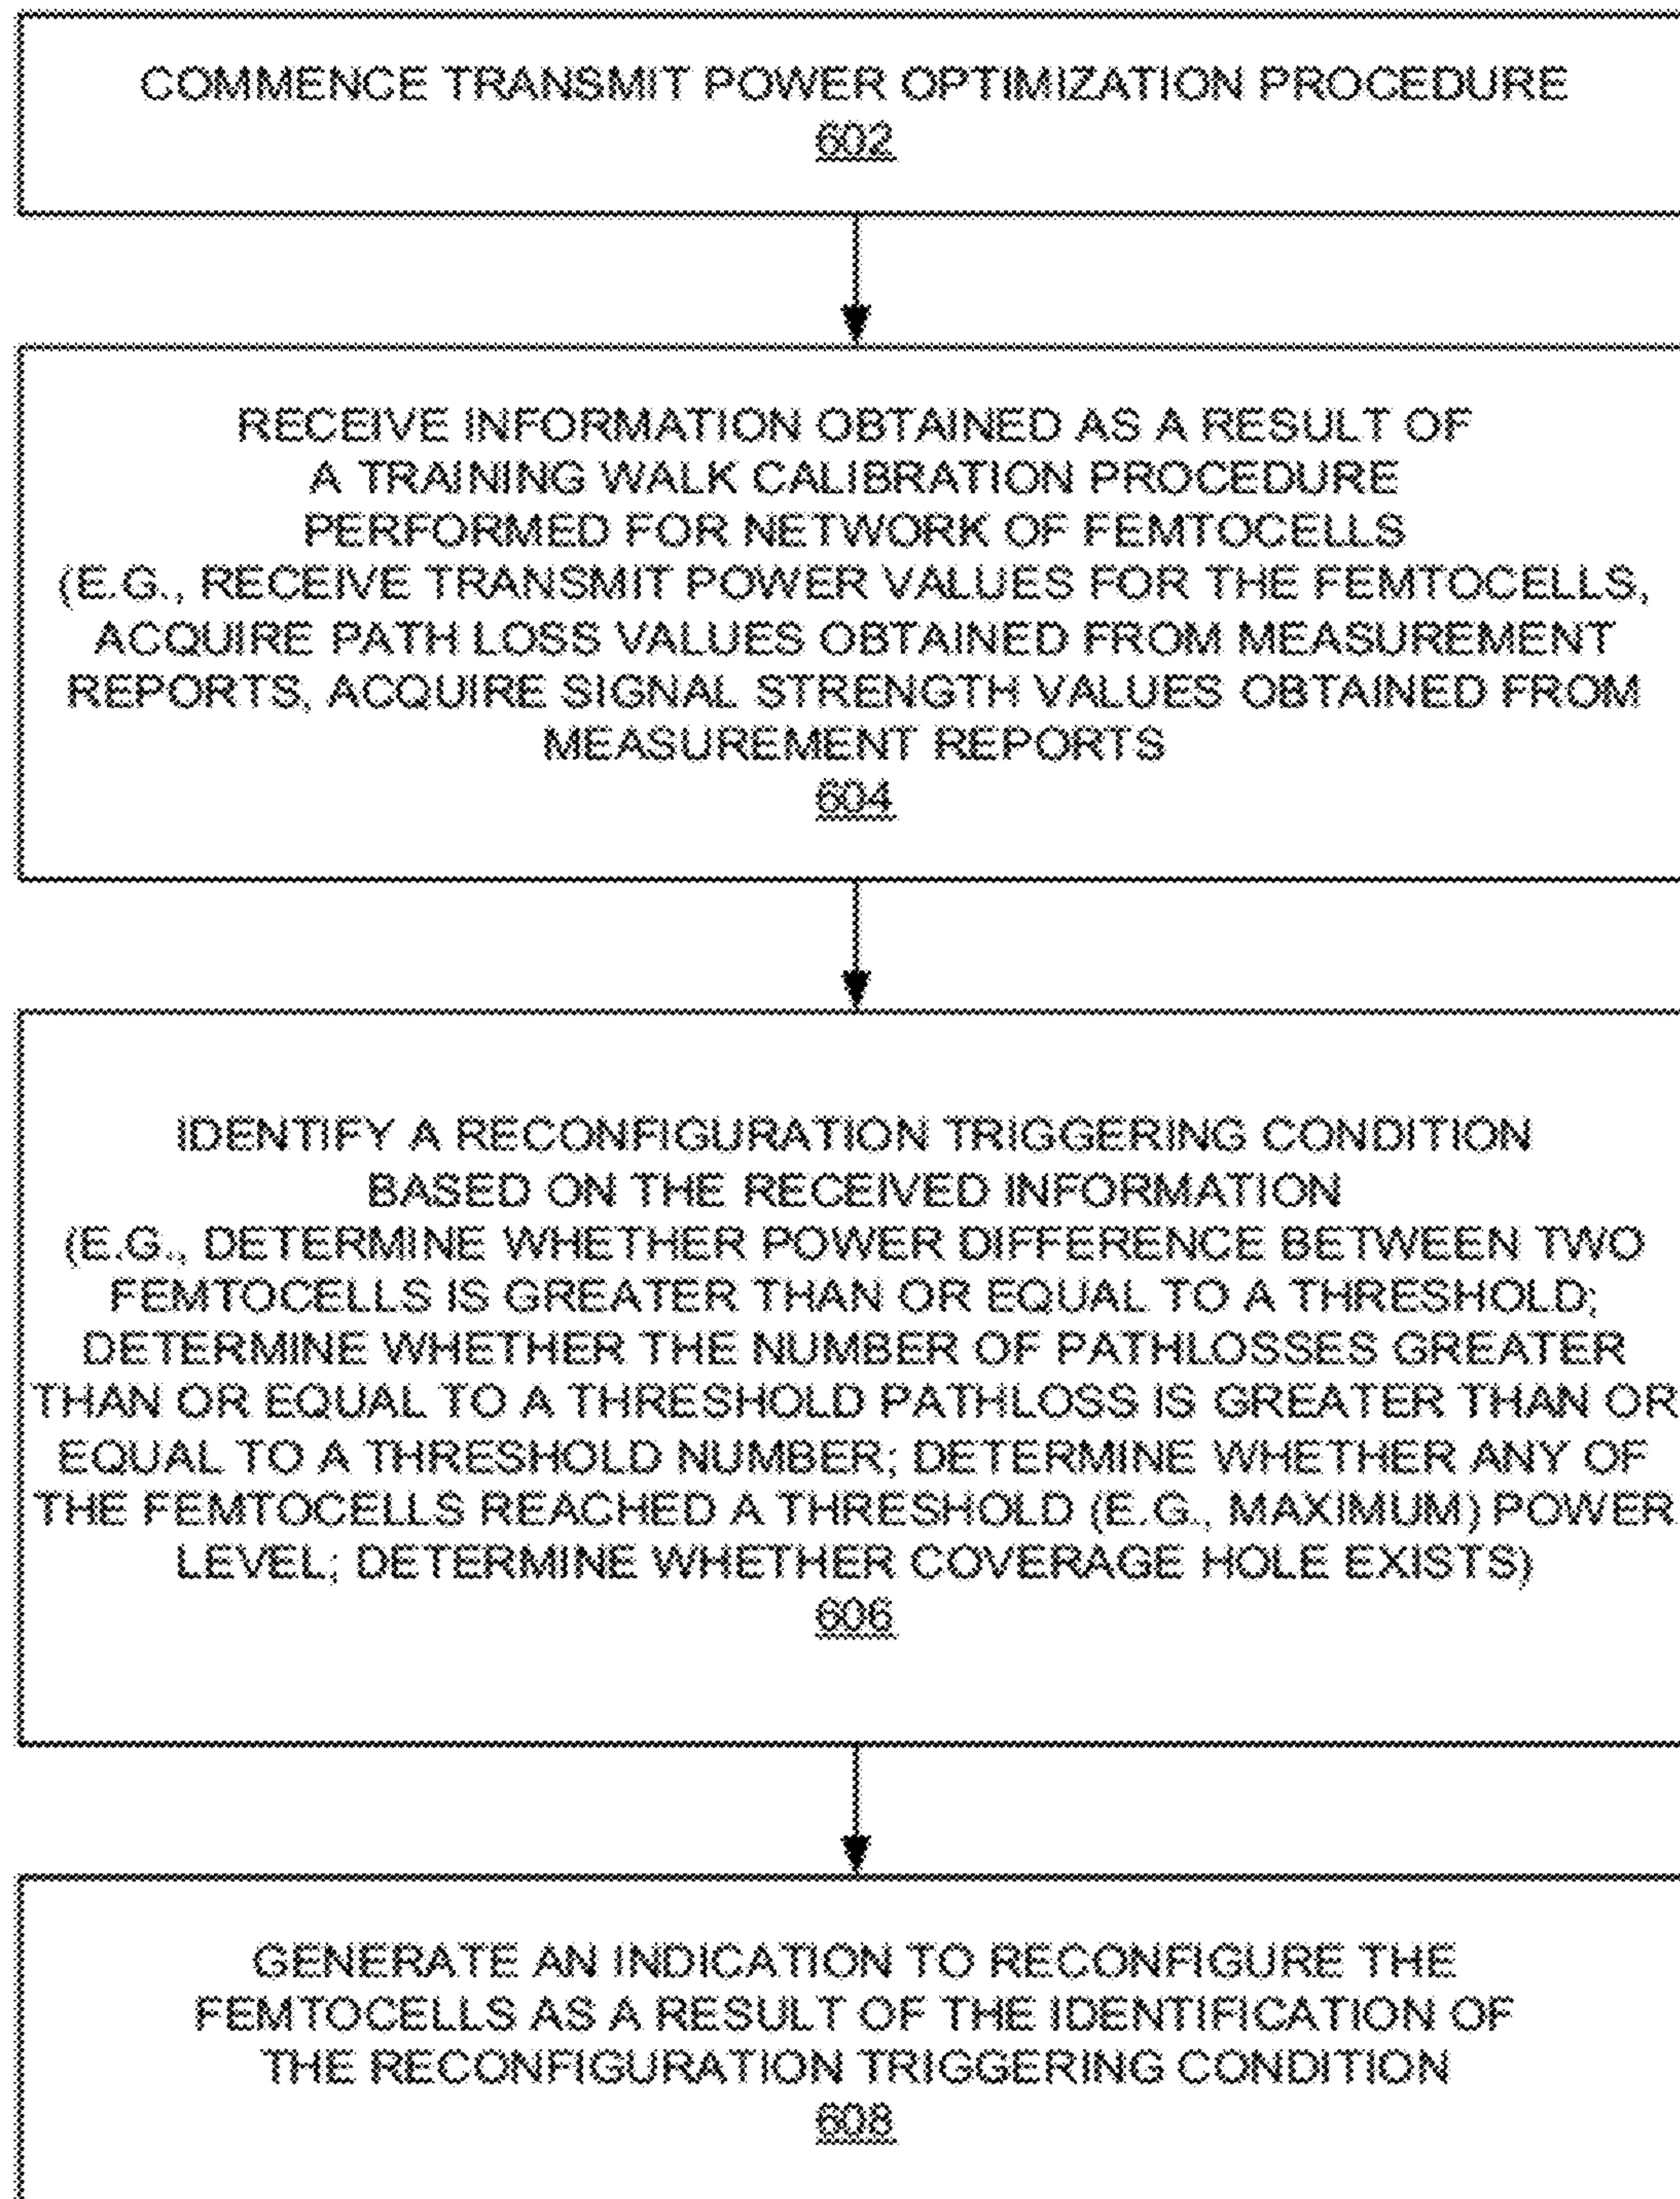 COMMENCE TRANSMIT POWER OPTIMIZATION PROCEDURE
602
RECEIVE INFORMATION OBTAINED AS A RESULT OF
A TRAINING WALK CALIBRATION PROCEDURE
PERFORMED FOR NETWORK OF FEMTOCELLS
(E.G., RECEIVE TRANSMIT POWER VALUES FOR THE FEMTOCELLS,
ACQUIRE PATH LOSS VALUES OBTAINED FROM MEASUREMENT
REPORTS, ACQUIRE SIGNAL STRENGTH VALUES OBTAINED FROM
MEASUREMENT REPORTS
604
IDENTIFY A RECONFIGURATION TRIGGERING CONDITION
BASED ON THE RECEIVED INFORMATION
(E.G., DETERMINE WHETHER POWER DIFFERENCE BETWEEN TWO
FEMTOCELLS IS GREATER THAN OR EQUAL TO A THRESHOLD;
DETERMINE WHETHER THE NUMBER OF PATHLOSSES GREATER
THAN OR EQUAL TO A THRESHOLD PATHLOSS IS GREATER THAN OR
EQUAL TO A THRESHOLD NUMBER; DETERMINE WHETHER ANY OF
THE FEMTOCELLS REACHED A THRESHOLD (E.G., MAXIMUM) POWER
LEVEL; DETERMINE WHETHER COVERAGE HOLE EXISTS)
606
GENERATE AN INDICATION TO RECONFIGURE THE
FEMTOCELLS AS A RESULT OF THE IDENTIFICATION OF
THE RECONFIGURATION TRIGGERING CONDITION
608